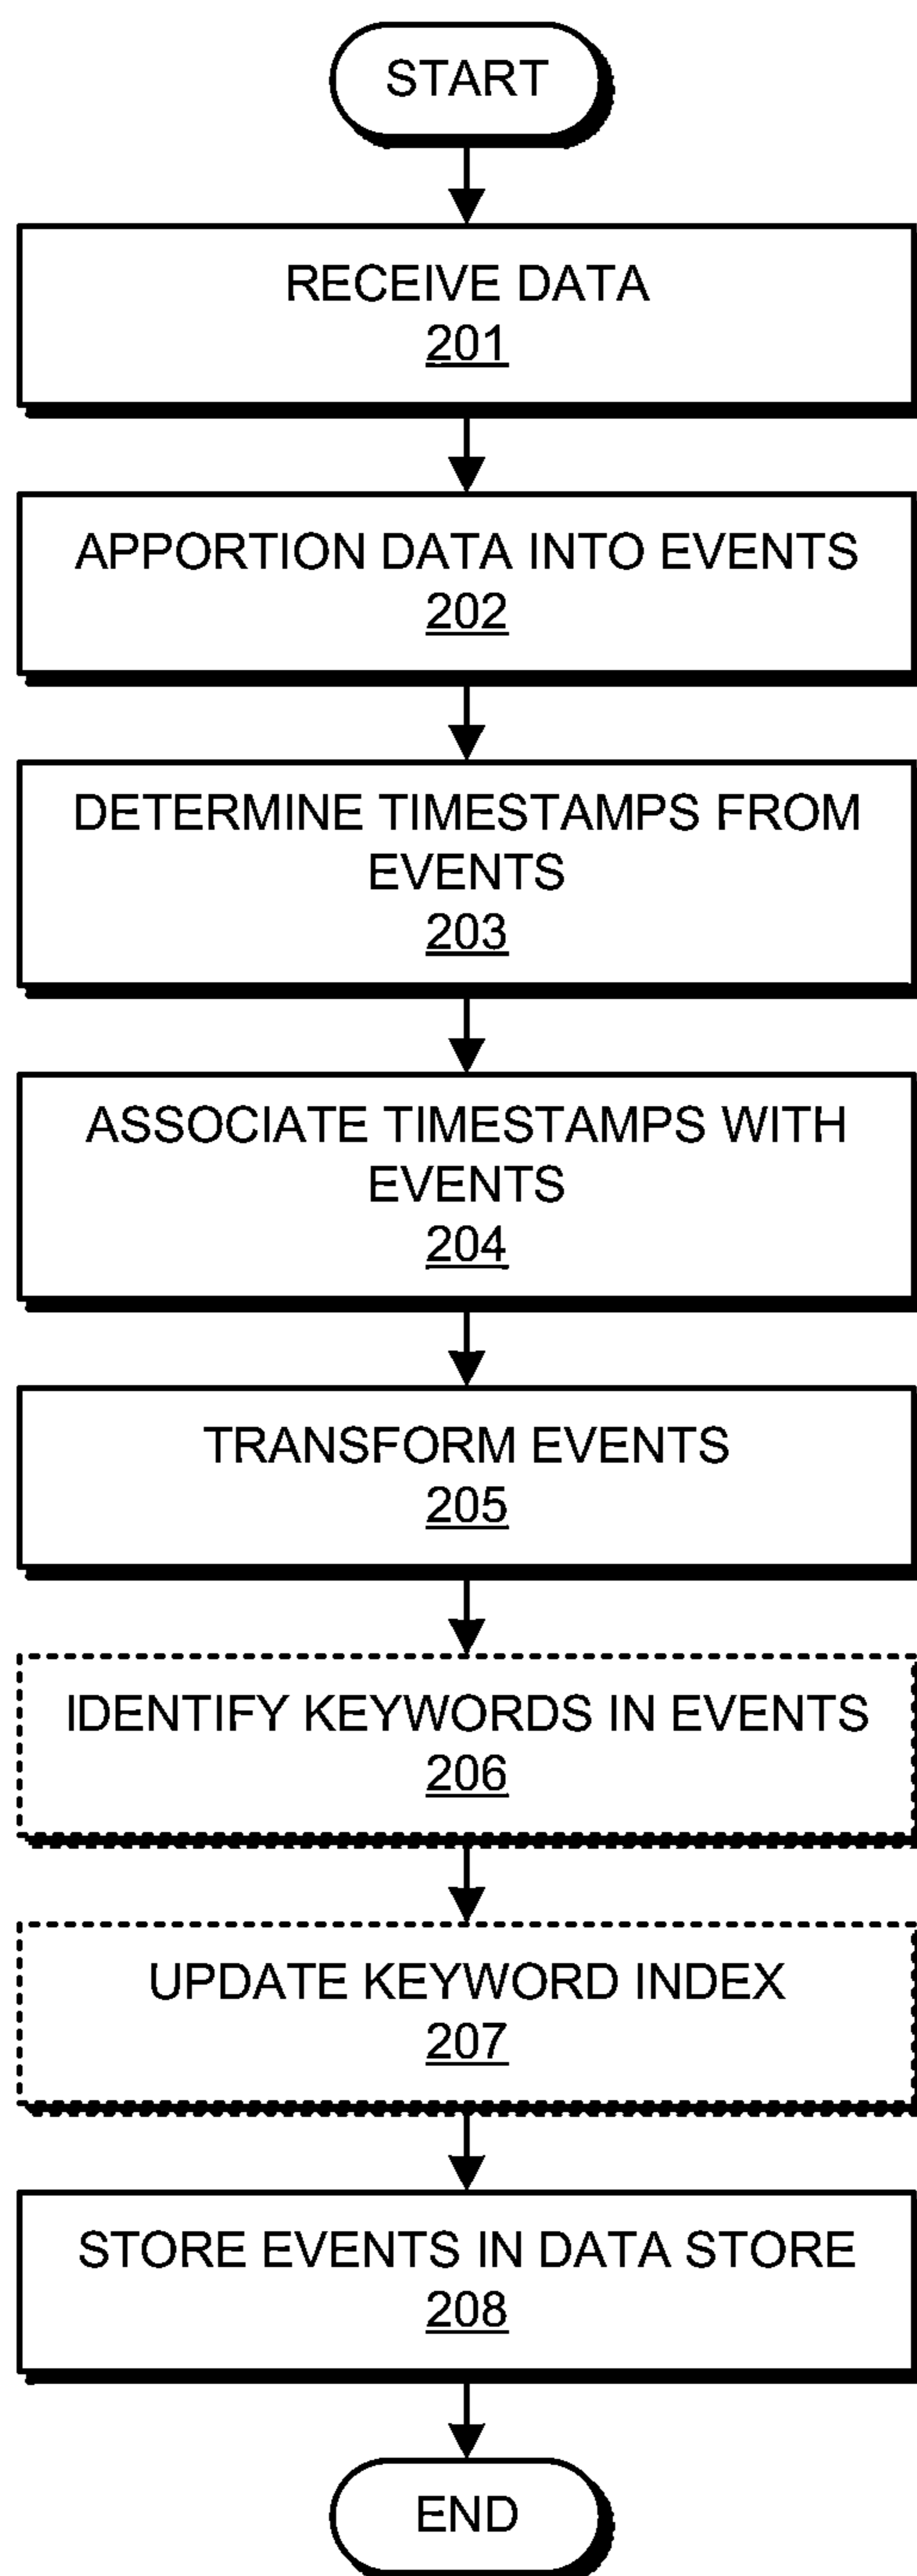 START
RECEIVE DATA
201
APPORTION DATA INTO EVENTS
202
DETERMINE TIMESTAMPS FROM
EVENTS
203
ASSOCIATE TIMESTAMPS WITH
EVENTS
204
TRANSFORM EVENTS
205
IDENTIFY KEYWORDS IN EVENTS
206
UPDATE KEYWORD INDEX
207
STORE EVENTS IN DATA STORE
208
END